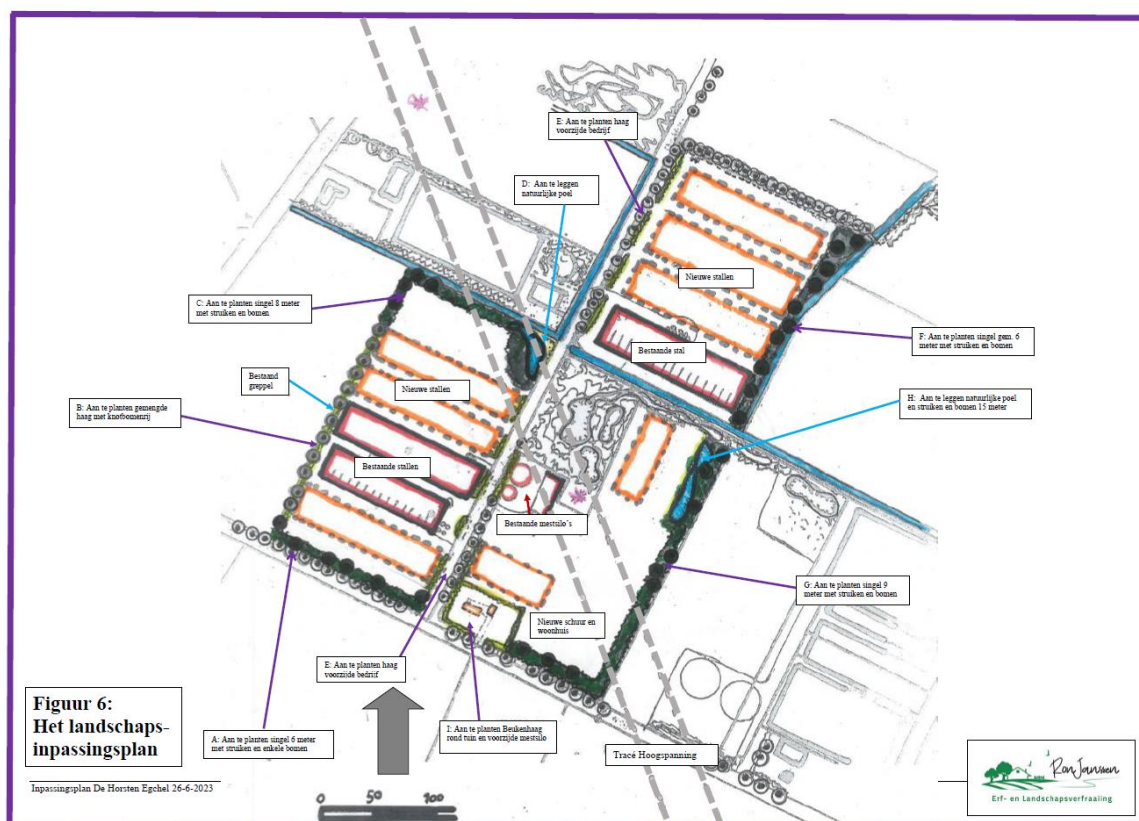 E: Aan te planten haag
voorzijde bedrijf
D: Aan te leggen
natuurlijke poel
Nieuwe stallen
C: Aan te planten singel 8 meter
met struiken en bomen
F: Aan te planten singel gem. 6
meter met struiken en bomen
Bestaande stal
Bestaand
greppel
Nieuwe stallen
H: Aan te leggen natuurlijke poel
en struiken en bomen 15 meter
B: Aan te planten gemengde
haag met knotbomenrij
Bestaande stallen
Bestaande mestsilo's
G: Aan te planten singel 9
meter met struiken en bomen
Nieuwe schuur en
woonhuis
E: Aan te planten haag
voorzijde bedrijf
Figuur 6:
Het landschaps-
inpassingsplan
A: Aan te planten singel 6 meter
met struiken en enkele bomen
I: Aan te planten Beukenhaag
rond tuin en voorzijde mestsilo
Tracé Hoogspanning
Inpassingsplan De Horsten Egchel 26-6-2023
0 50 100
Ron Janssen
Erf- en Landschapsverfraaiing